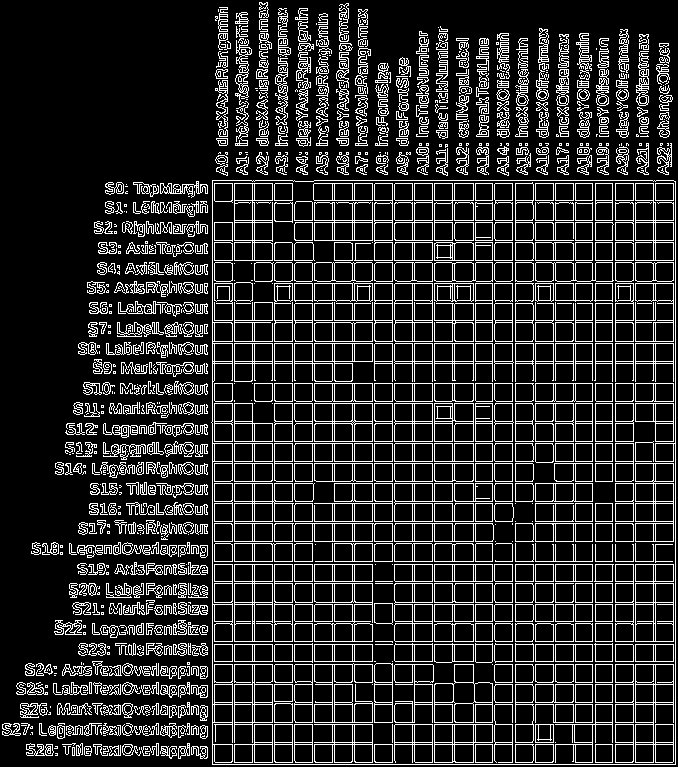 A0: decXAxisRangemin
A1: incXAxisRangemin
A2: decXAxisRangemax
A3: incXAxisRangemax
A4: decYAxisRangemin
A5: incYAxisRangemin
A6: decYAxisRangemax
A7: incYAxisRangemax
A8: incFontSize
A9: decFontSize
A10: incTickNumber
A11: decTickNumber
A12: callVegaLabel
A13: breakTextLine
A14: decXOffsetmin
A15: incXOffsetmin
A16: decXOffsetmax
A17: incXOffsetmax
A18: decYOffsetmin
A19: incYOffsetmin
A20: decYOffsetmax
A21: incYOffsetmax
A22: changeOffset
S0: TopMargin
S1: LeftMargin
S2: RightMargin
S3: AxisTopOut
S4: AxisLeftOut
S5: AxisRightOut
S6: LabelTopOut
S7: LabelLeftOut
S8: LabelRightOut
S9: MarkTopOut
S10: MarkLeftOut
S11: MarkRightOut
S12: LegendTopOut
S13: LegendLeftOut
S14: LegendRightOut
S15: TitleTopOut
S16: TitleLeftOut
S17: TitleRightOut
S18: LegendOverlapping
S19: AxisFontSize
S20: LabelFontSize
S21: MarkFontSize
S22: LegendFontSize
S23: TitleFontSize
S24: AxisTextOverlapping
S25: LabelTextOverlapping
S26: MarkTextOverlapping
S27: LegendTextOverlapping
S28: TitleTextOverlapping